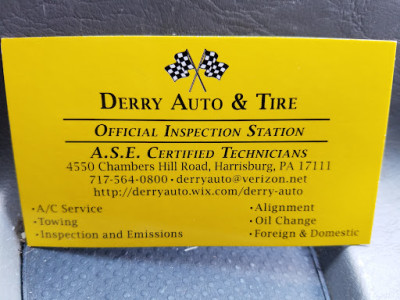 DERRY AUTO & TIRE
OFFICIAL INSPECTION STATION
A.S.E. CERTIFIED TECHNICIANS
4550 Chambers Hill Road, Harrisburg, PA 17111
717-564-0800 • derryauto@verizon.net
http://derryauto.wix.com/derry-auto
•A/C Service
•Towing
•Inspection and Emissions
•Alignment
•Oil Change
•Foreign & Domestic